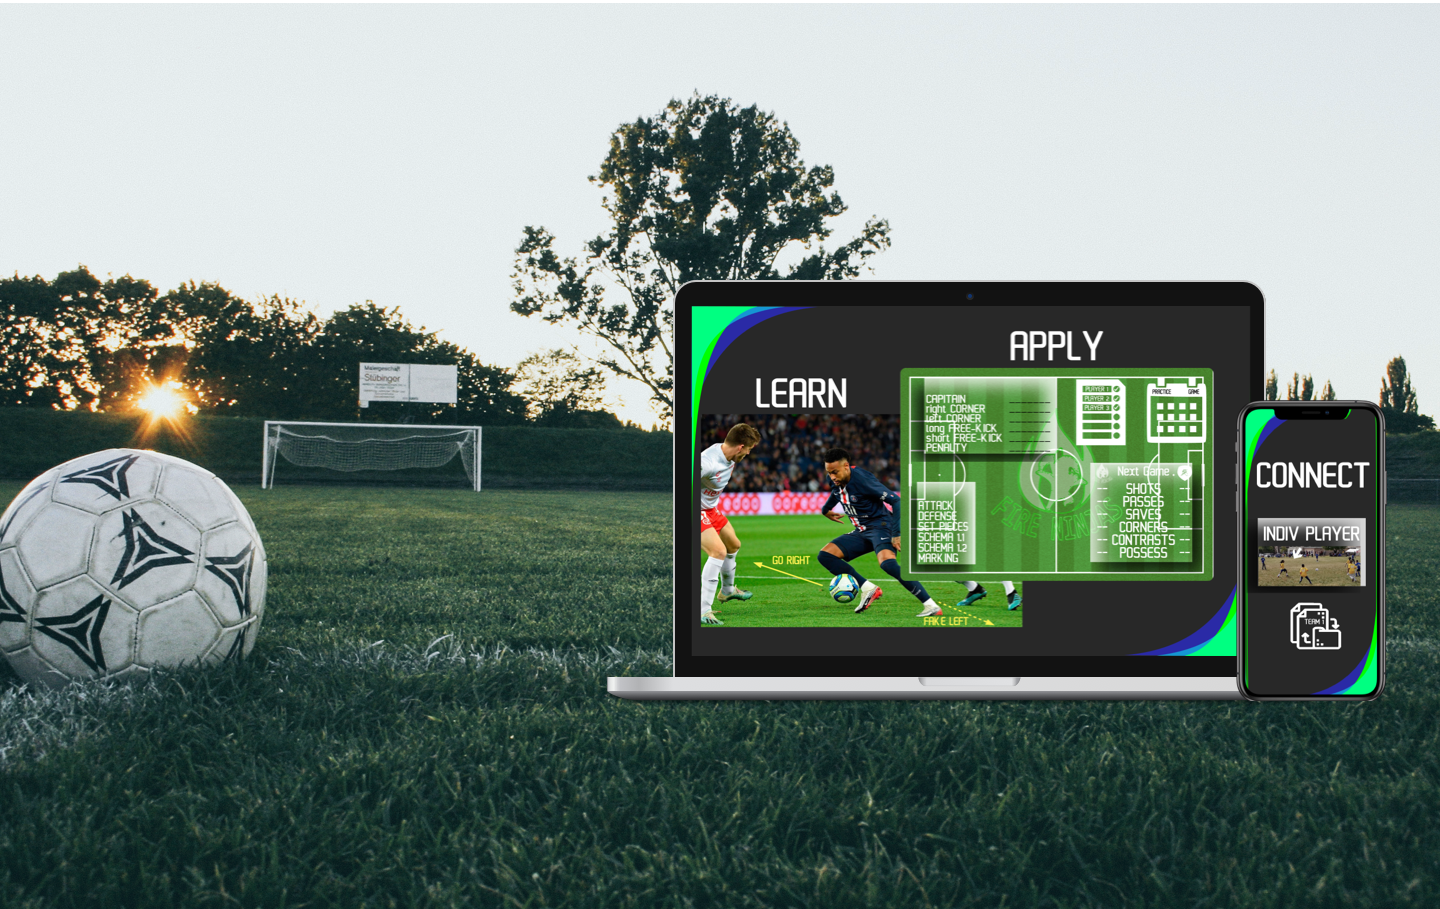 Malergeschäft
Stübinger
LEARN
GO RIGHT
FAKE LEFT
APPLY
CAPITAIN
right CORNER
left CORNER
long FREE-KICK
short FREE-KICK
PENALTY
PLAYER 1
PLAYER 2
PLAYER 3
PRACTICE GAME
ATTACK
DEFENSE
SET PIECES
SCHEMA 1.1
SCHEMA 1.2
MARKING
Next Game.
-- SHOTS --
-- PASSES --
-- SAVES --
-- CORNERS --
-- CONTRASTS --
-- POSSESS --
CONNECT
INDIV PLAYER
TEAM 1